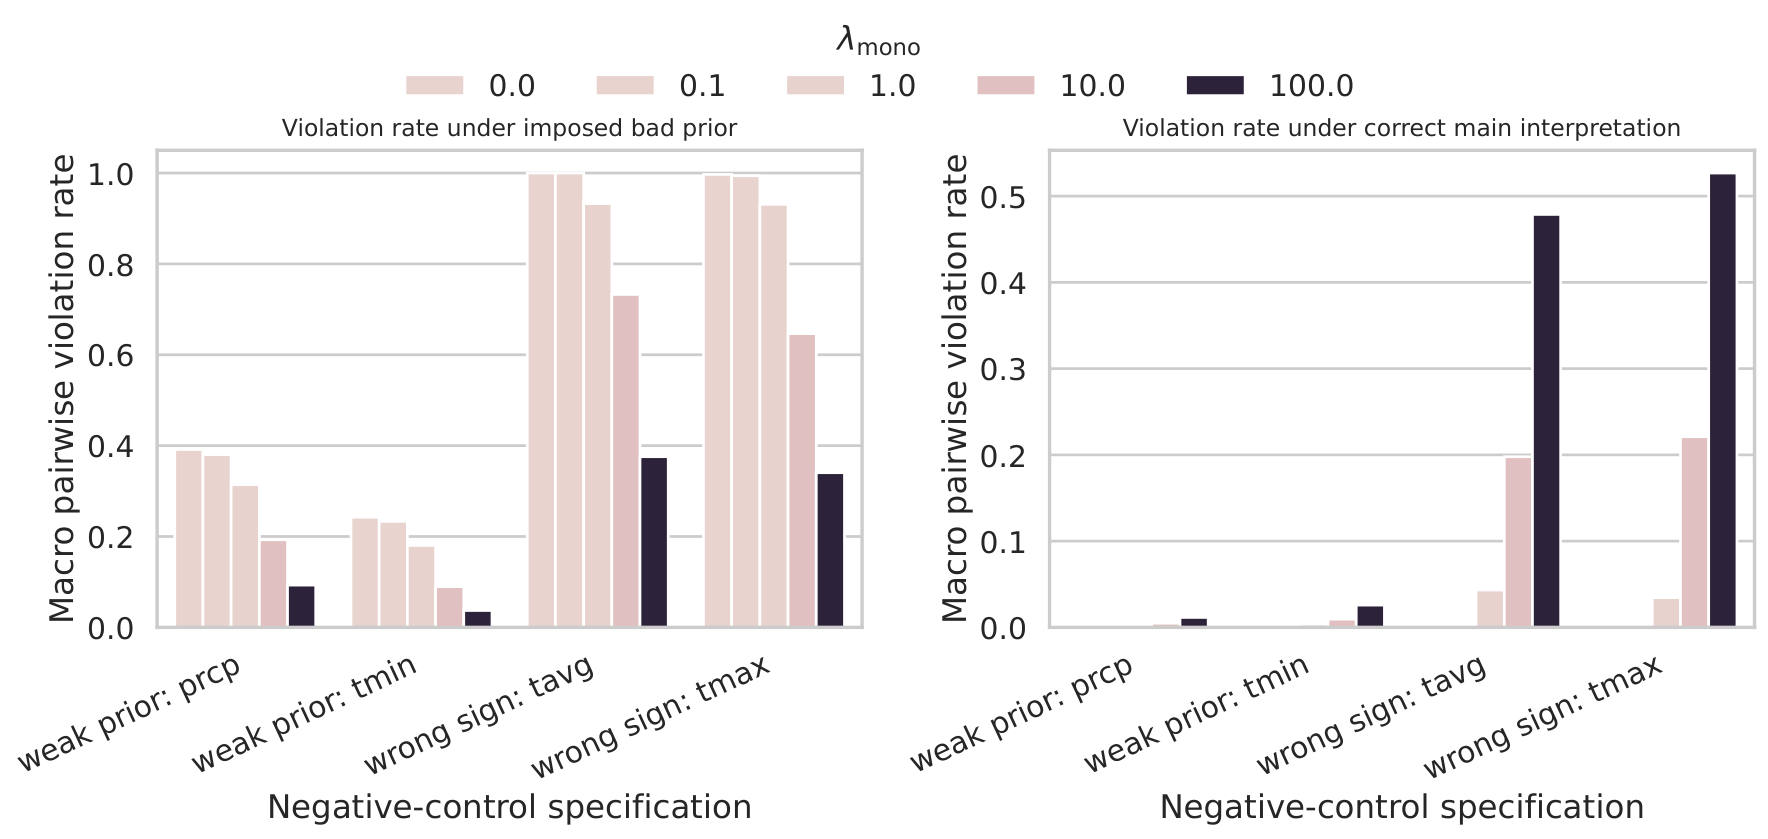 λmono
0.0 0.1 1.0 10.0 100.0
Violation rate under imposed bad prior
Macro pairwise violation rate
1.0
0.8
0.6
0.4
0.2
0.0
weak prior: prcp
weak prior: tmin
wrong sign: tavg
wrong sign: tmax
Negative-control specification
Violation rate under correct main interpretation
Macro pairwise violation rate
0.5
0.4
0.3
0.2
0.1
0.0
weak prior: prcp
weak prior: tmin
wrong sign: tavg
wrong sign: tmax
Negative-control specification